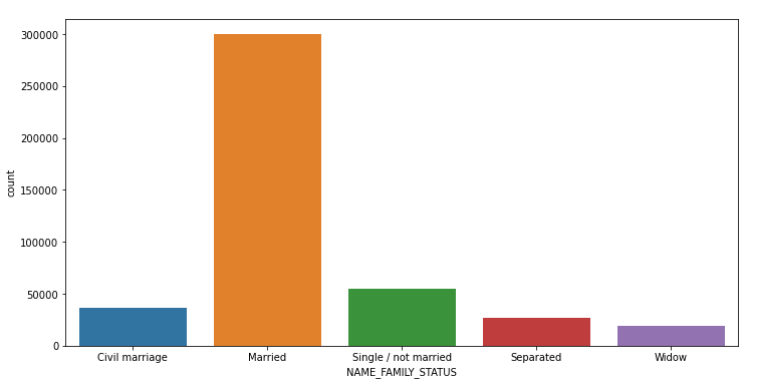 300000
250000
200000
150000
100000
50000
0
count
Civil marriage
Married
Single / not married
Separated
Widow
NAME_FAMILY_STATUS